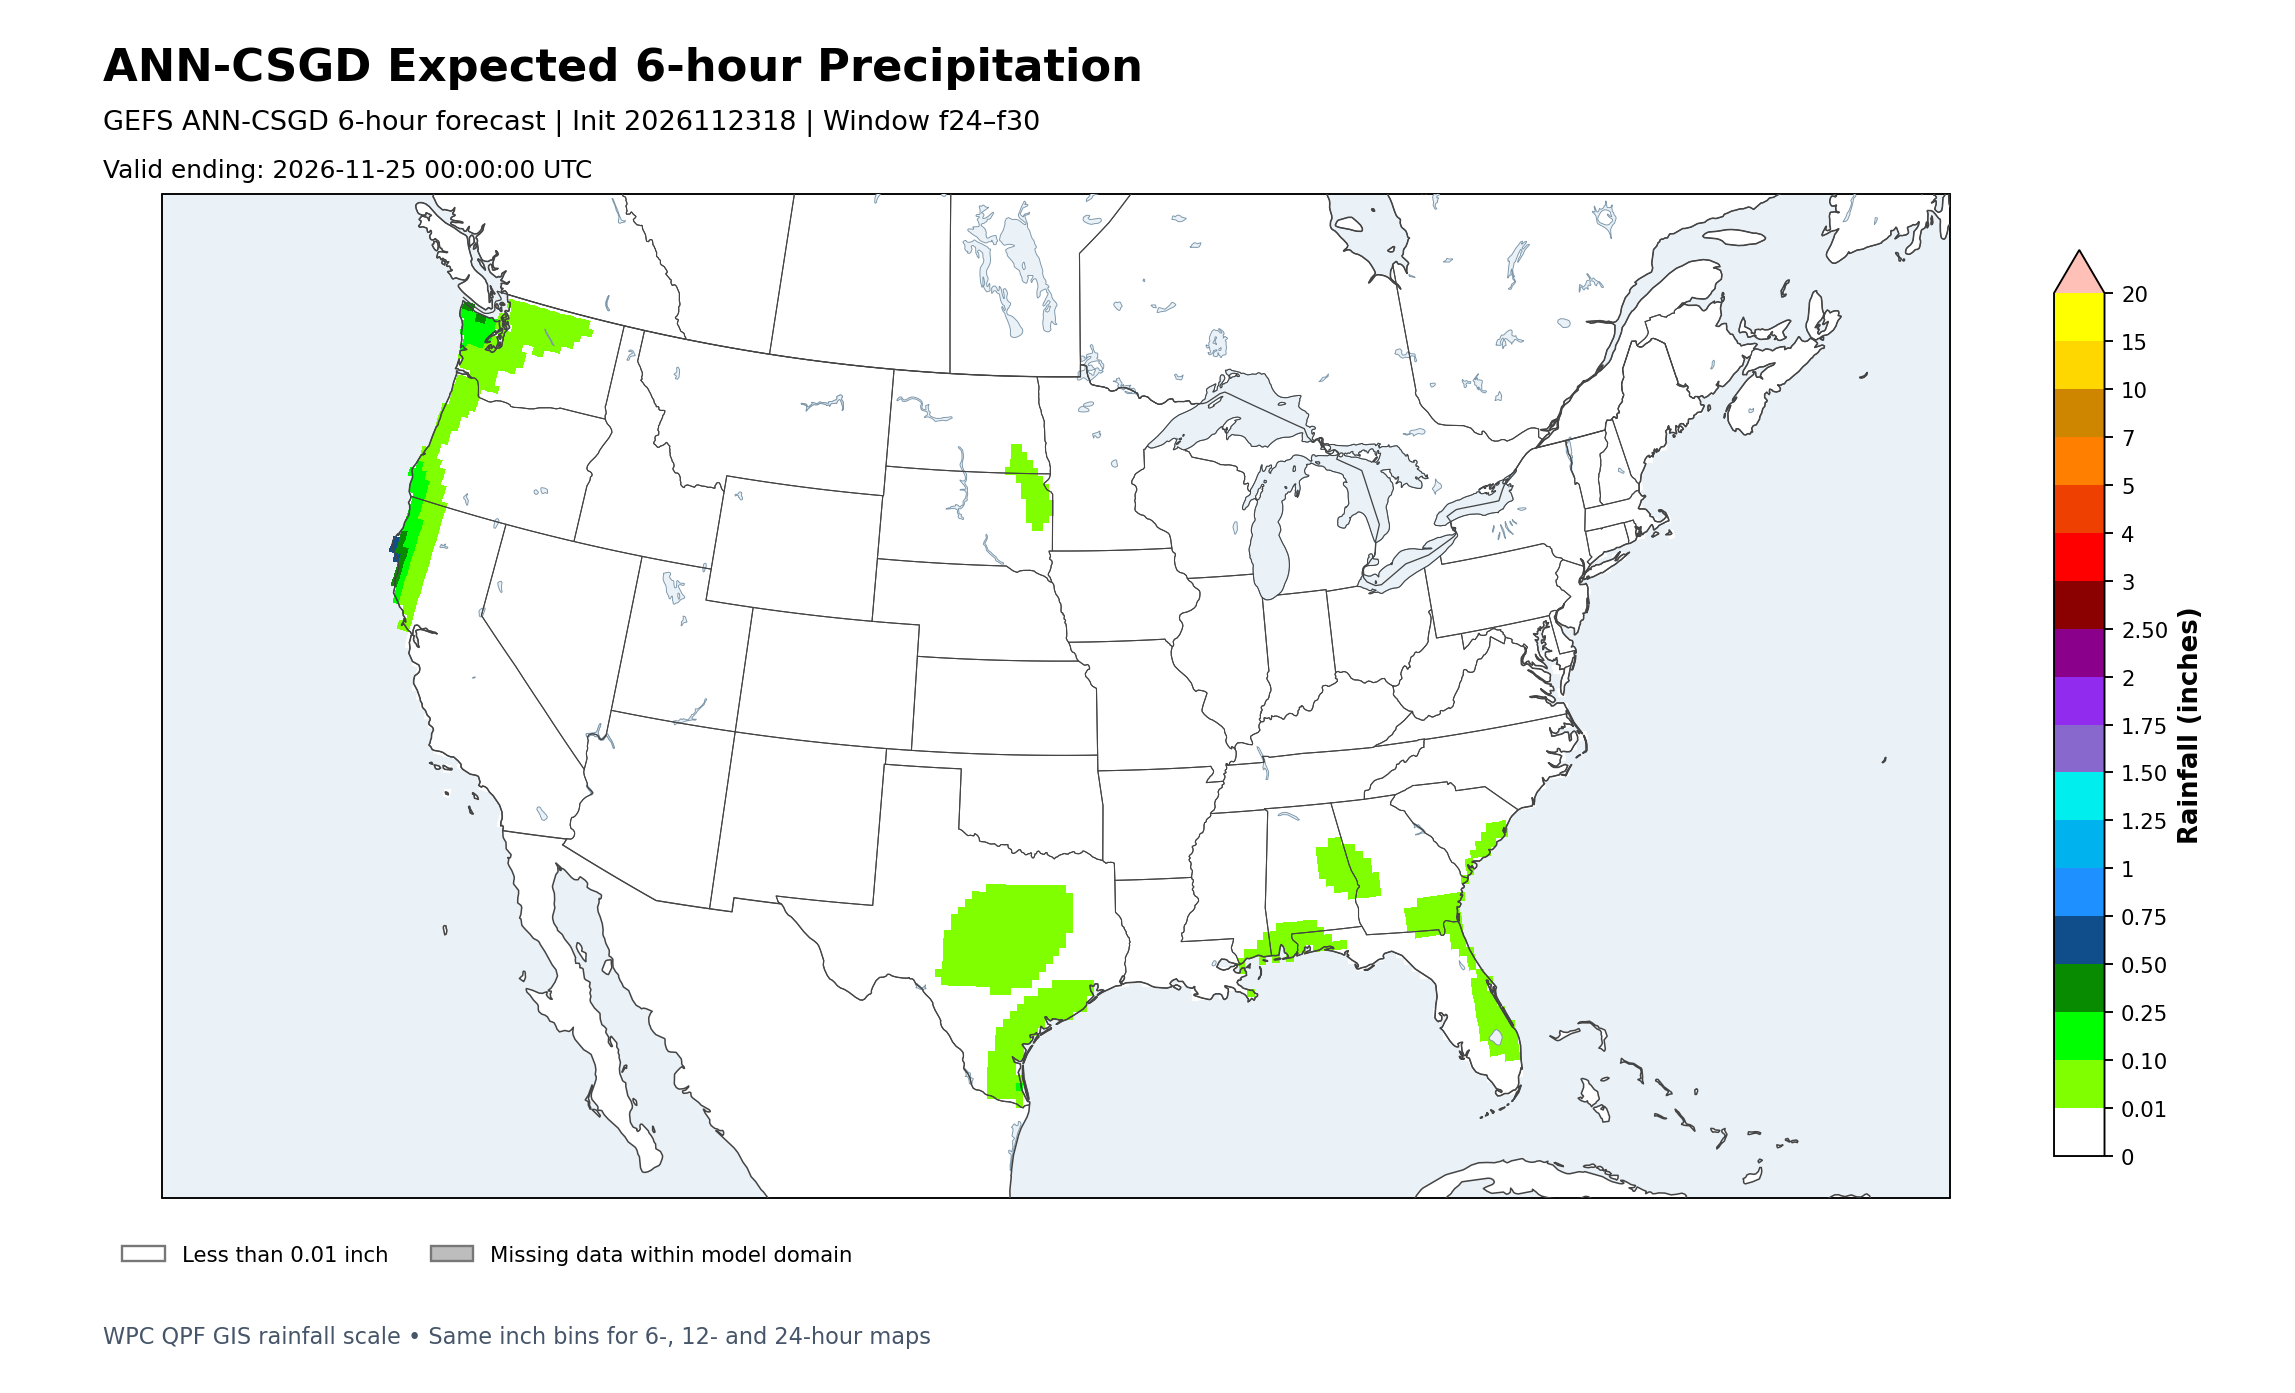 ANN-CSGD Expected 6-hour Precipitation
GEFS ANN-CSGD 6-hour forecast | Init 2026112318 | Window f24–f30
Valid ending: 2026-11-25 00:00:00 UTC
20
15
10
7
5
4
3
2.50
2
1.75
1.50
1.25
1
0.75
0.50
0.25
0.10
0.01
0
Rainfall (inches)
Less than 0.01 inch
Missing data within model domain
WPC QPF GIS rainfall scale • Same inch bins for 6-, 12- and 24-hour maps